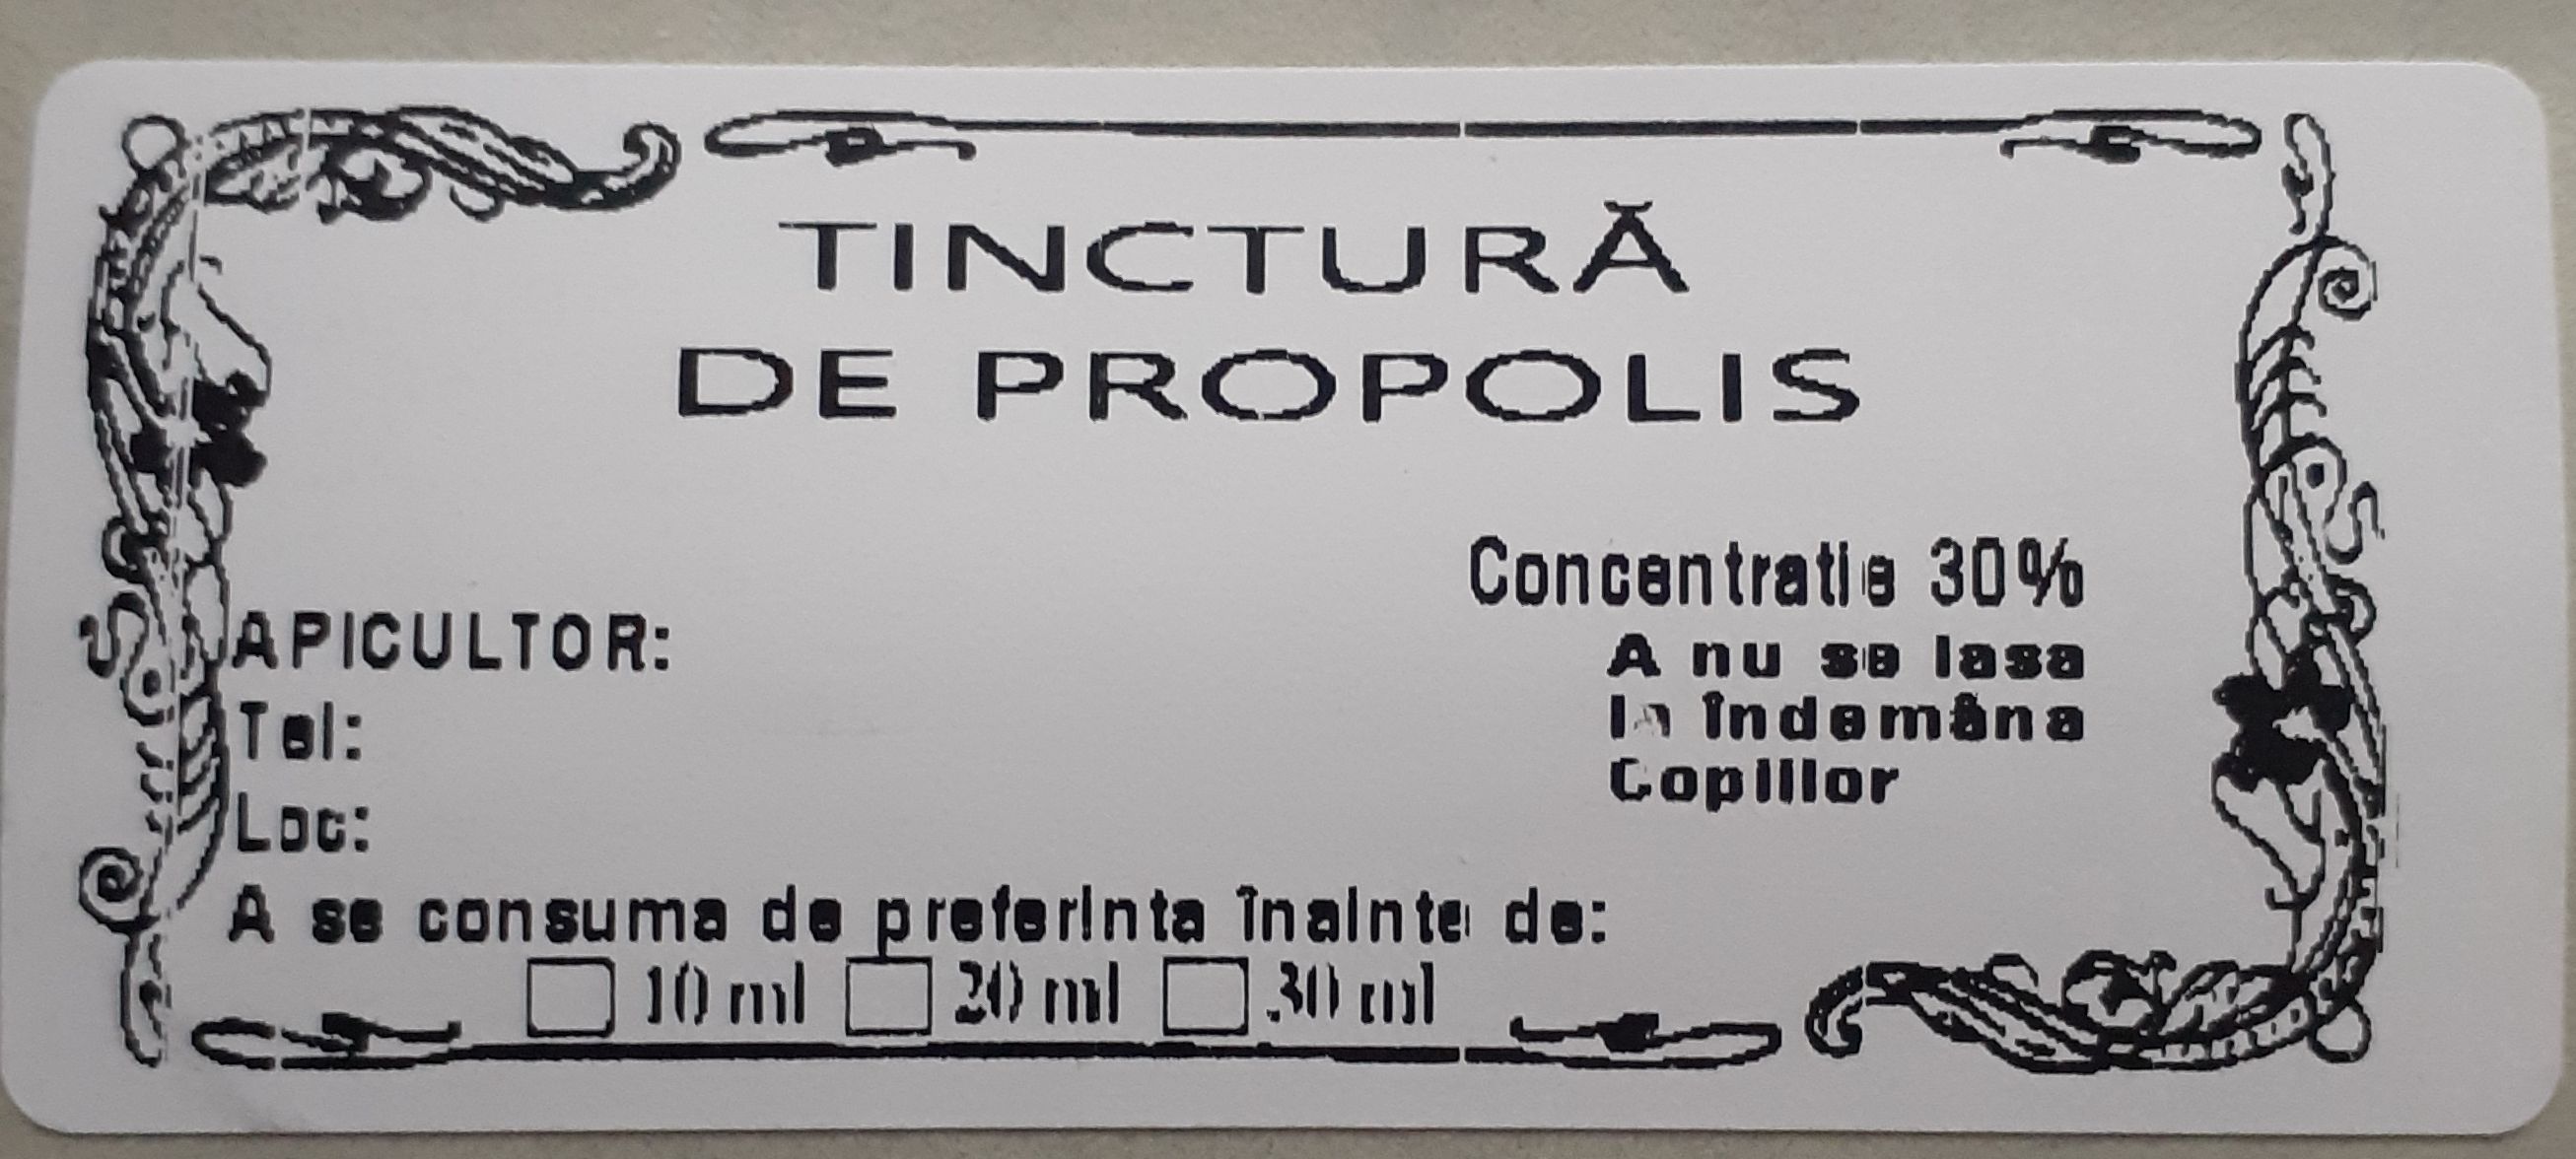 TINCTURĂ
DE PROPOLIS
Concentratie 30%
A nu se lasa
la îndemâna
Copiilor
APICULTOR:
Tel:
Loc:
A se consuma de preferinta înainte de:
10 ml 20 ml 30 ml